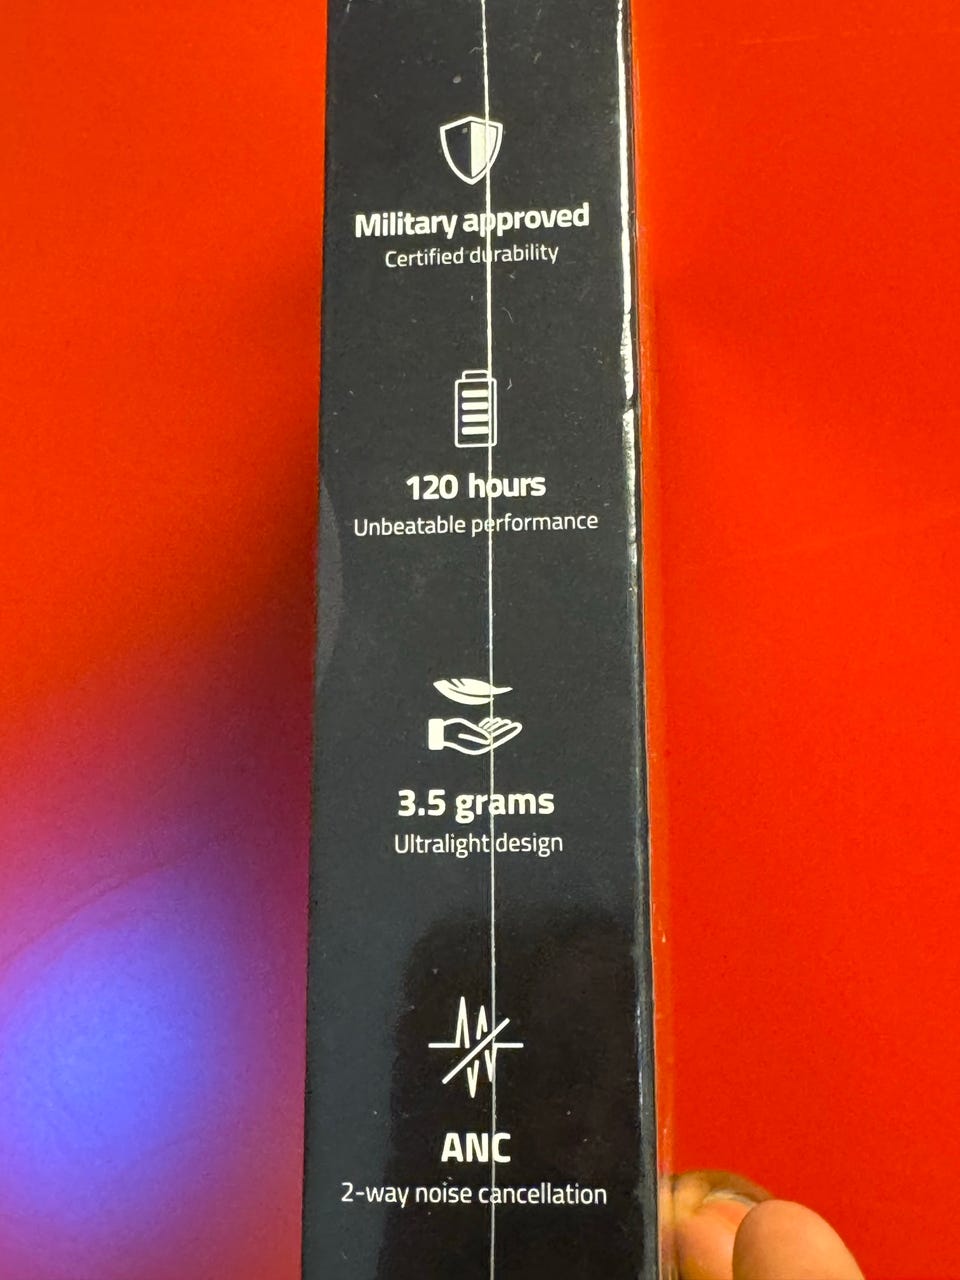 Military approved
Certified durability
120 hours
Unbeatable performance
3.5 grams
Ultralight design
ANC
2-way noise cancellation